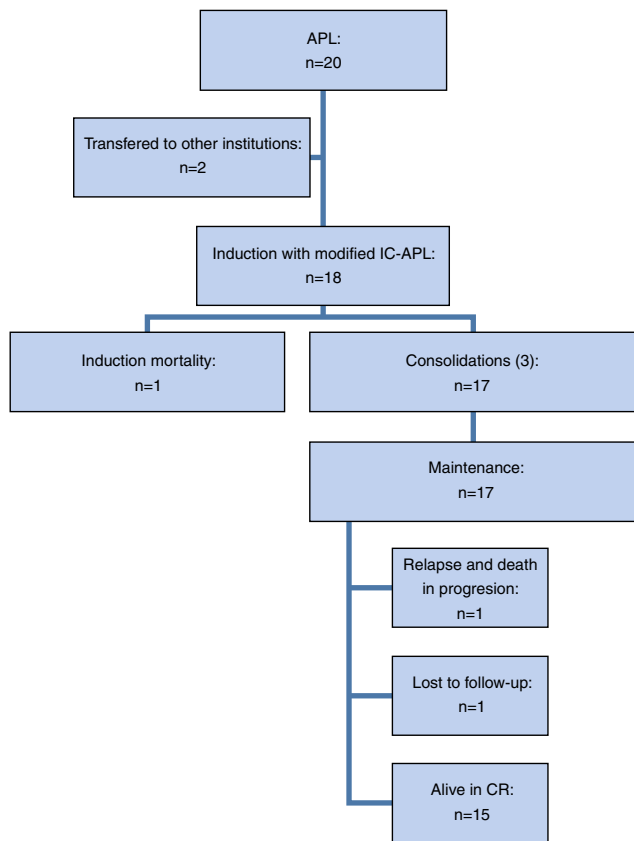 APL:
n=20
Transfered to other institutions:
n=2
Induction with modified IC-APL:
n=18
Induction mortality:
n=1
Consolidations (3):
n=17
Maintenance:
n=17
Relapse and death
in progresion:
n=1
Lost to follow-up:
n=1
Alive in CR:
n=15